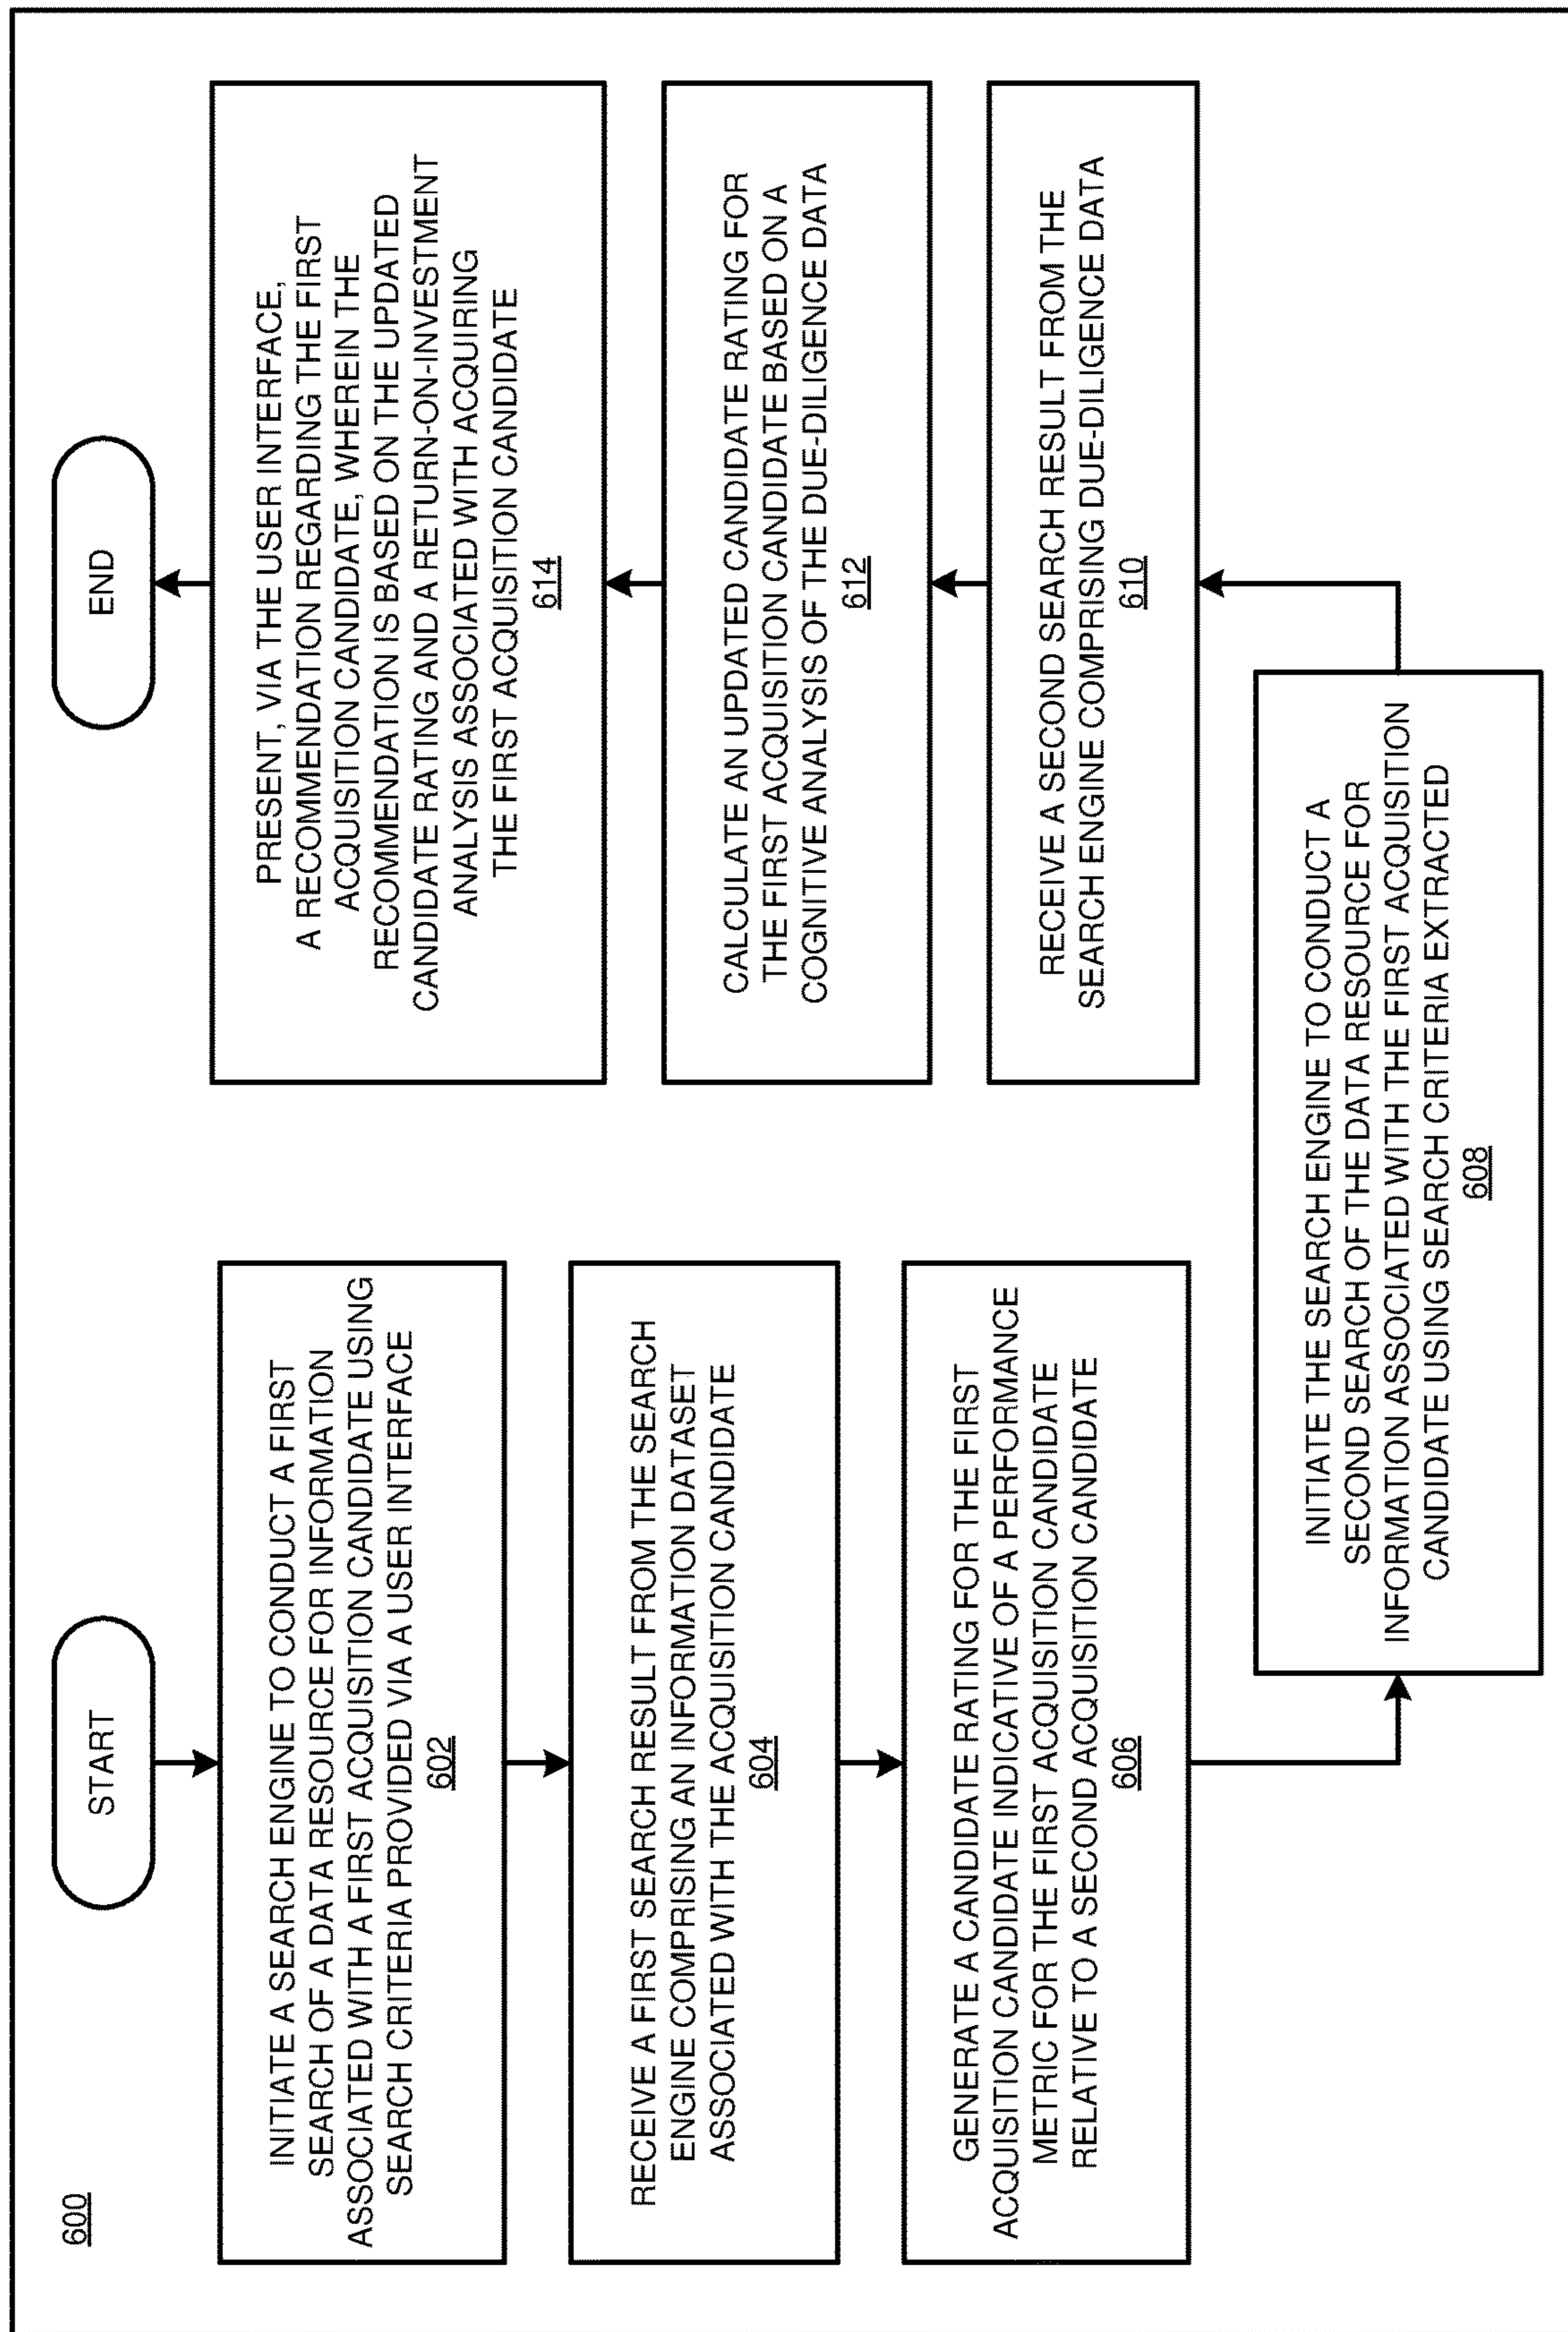 600
START
INITIATE A SEARCH ENGINE TO CONDUCT A FIRST
SEARCH OF A DATA RESOURCE FOR INFORMATION
ASSOCIATED WITH A FIRST ACQUISITION CANDIDATE USING
SEARCH CRITERIA PROVIDED VIA A USER INTERFACE
602
RECEIVE A FIRST SEARCH RESULT FROM THE SEARCH
ENGINE COMPRISING AN INFORMATION DATASET
ASSOCIATED WITH THE ACQUISITION CANDIDATE
604
GENERATE A CANDIDATE RATING FOR THE FIRST
ACQUISITION CANDIDATE INDICATIVE OF A PERFORMANCE
METRIC FOR THE FIRST ACQUISITION CANDIDATE
RELATIVE TO A SECOND ACQUISITION CANDIDATE
606
INITIATE THE SEARCH ENGINE TO CONDUCT A
SECOND SEARCH OF THE DATA RESOURCE FOR
INFORMATION ASSOCIATED WITH THE FIRST ACQUISITION
CANDIDATE USING SEARCH CRITERIA EXTRACTED
608
RECEIVE A SECOND SEARCH RESULT FROM THE
SEARCH ENGINE COMPRISING DUE-DILIGENCE DATA
610
CALCULATE AN UPDATED CANDIDATE RATING FOR
THE FIRST ACQUISITION CANDIDATE BASED ON A
COGNITIVE ANALYSIS OF THE DUE-DILIGENCE DATA
612
PRESENT, VIA THE USER INTERFACE,
A RECOMMENDATION REGARDING THE FIRST
ACQUISITION CANDIDATE, WHEREIN THE
RECOMMENDATION IS BASED ON THE UPDATED
CANDIDATE RATING AND A RETURN-ON-INVESTMENT
ANALYSIS ASSOCIATED WITH ACQUIRING
THE FIRST ACQUISITION CANDIDATE
614
END